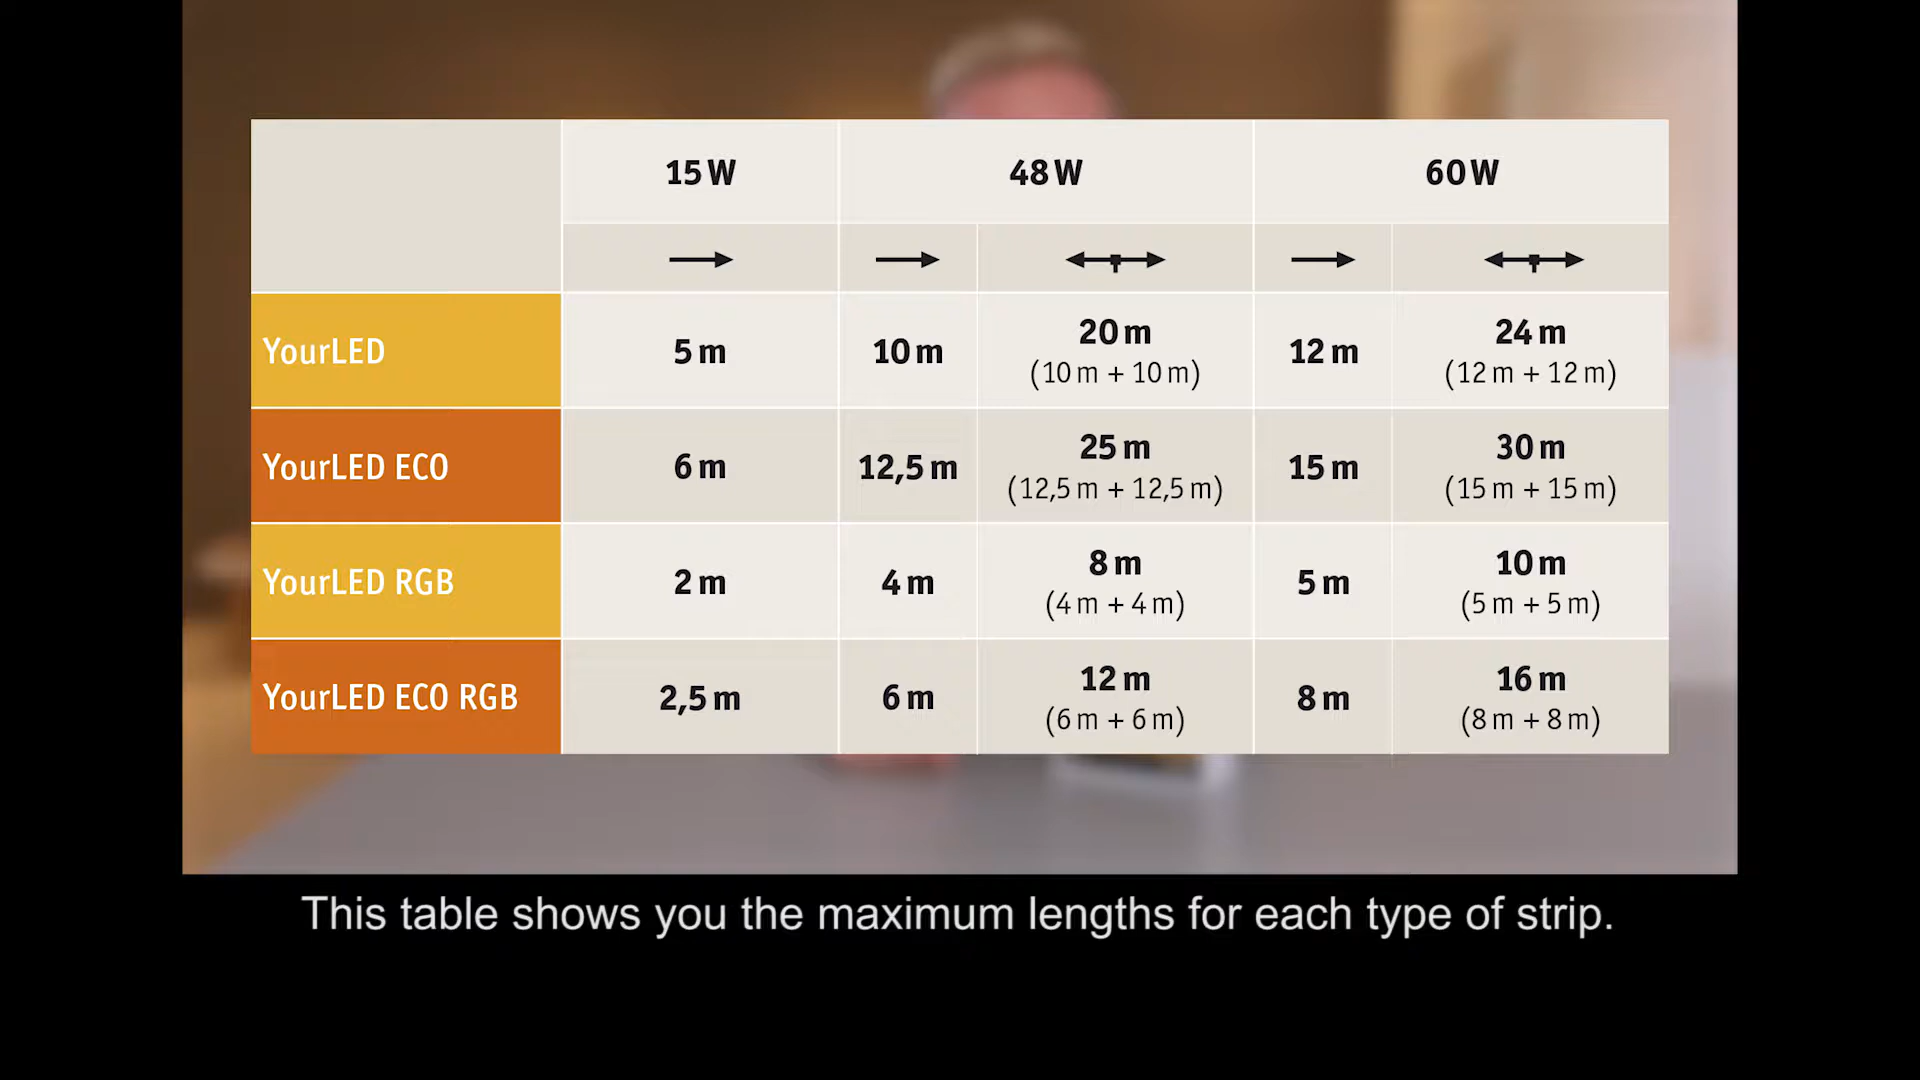 15 W 48 W 60 W
YourLED 5 m 10 m 20 m (10 m + 10 m) 12 m 24 m (12 m + 12 m)
YourLED ECO 6 m 12,5 m 25 m (12,5 m + 12,5 m) 15 m 30 m (15 m + 15 m)
YourLED RGB 2 m 4 m 8 m (4 m + 4 m) 5 m 10 m (5 m + 5 m)
YourLED ECO RGB 2,5 m 6 m 12 m (6 m + 6 m) 8 m 16 m (8 m + 8 m)
This table shows you the maximum lengths for each type of strip.